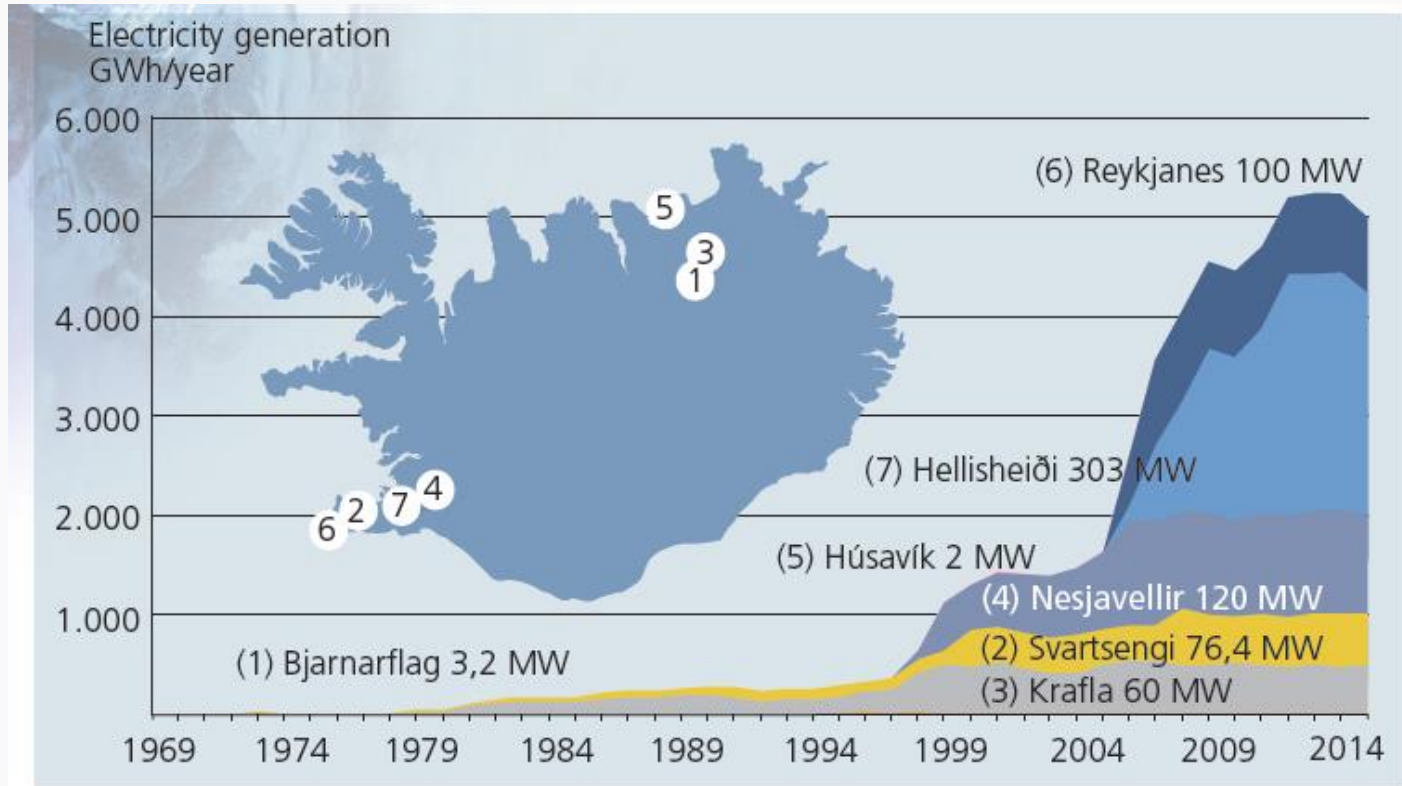 Electricity generation
GWh/year
6.000
5.000
4.000
3.000
2.000
1.000
(6) Reykjanes 100 MW
5
3
1
(7) Hellisheiði 303 MW
4
7
2
6
(5) Húsavík 2 MW
(4) Nesjavellir 120 MW
(2) Svartsengi 76,4 MW
(1) Bjarnarflag 3,2 MW
(3) Krafla 60 MW
1969 1974 1979 1984 1989 1994 1999 2004 2009 2014